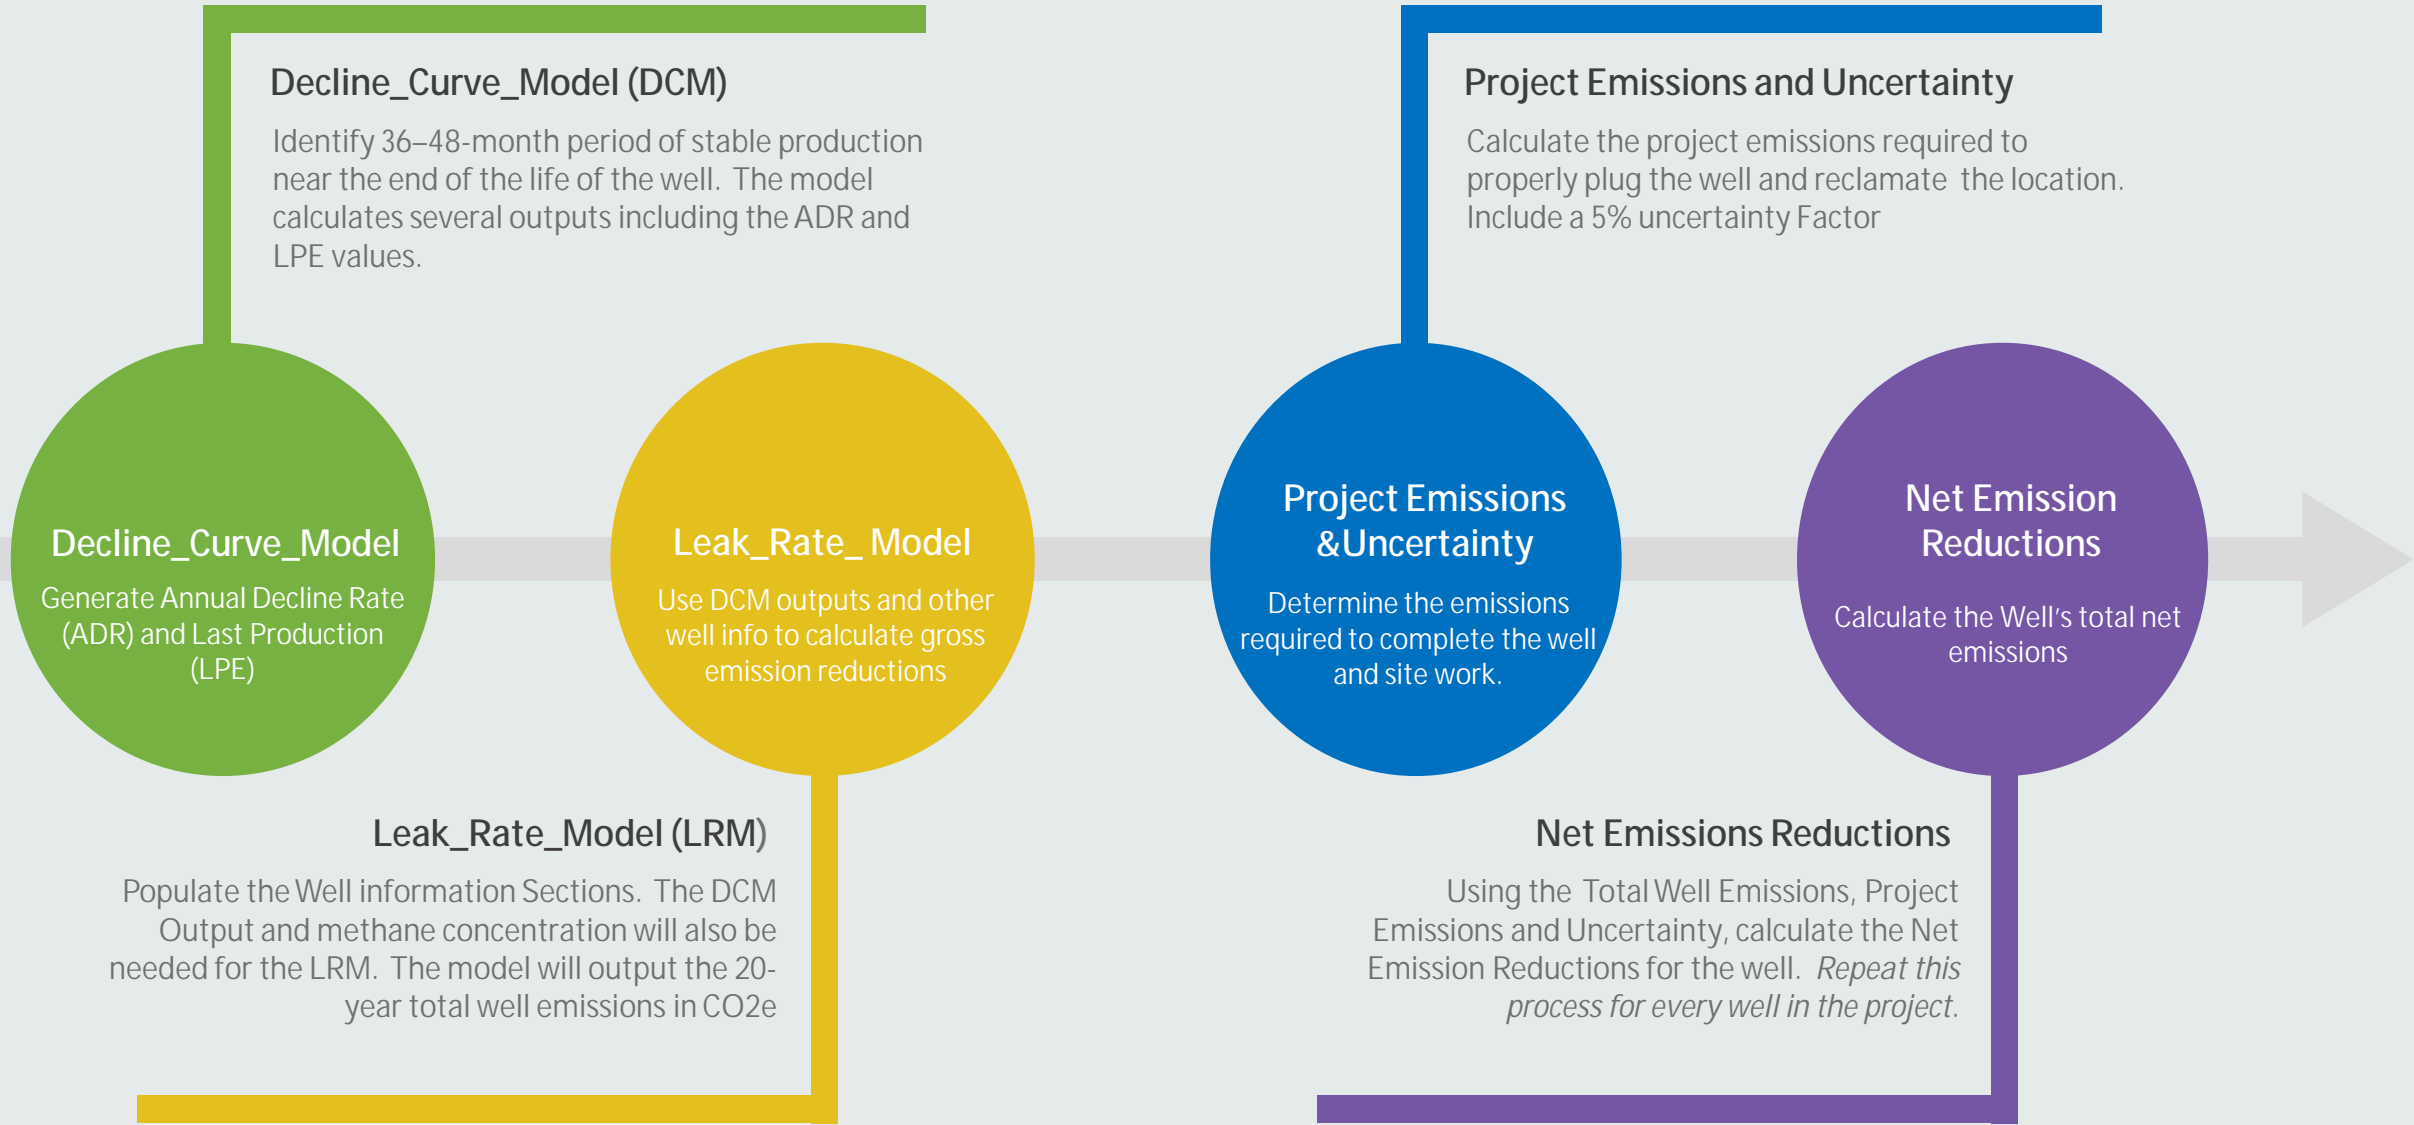 Decline_Curve_Model (DCM)
Identify 36–48-month period of stable production
near the end of the life of the well.  The model
calculates several outputs including the ADR and
LPE values.
Project Emissions and Uncertainty
Calculate the project emissions required to
properly plug the well and reclamate  the location.
Include a 5% uncertainty Factor
Decline_Curve_Model
Generate Annual Decline Rate
(ADR) and Last Production
(LPE)
Leak_Rate_ Model
Use DCM outputs and other
well info to calculate gross
emission reductions
Project Emissions
&Uncertainty
Determine the emissions
required to complete the well
and site work.
Net Emission
Reductions
Calculate the Well's total net
emissions
Leak_Rate_Model (LRM)
Populate the Well information Sections.  The DCM
Output and methane concentration will also be
needed for the LRM.  The model will output the 20-
year total well emissions in CO2e
Net Emissions Reductions
Using the  Total Well Emissions, Project
Emissions and Uncertainty, calculate the Net
Emission Reductions for the well.  Repeat this
process for every well in the project.